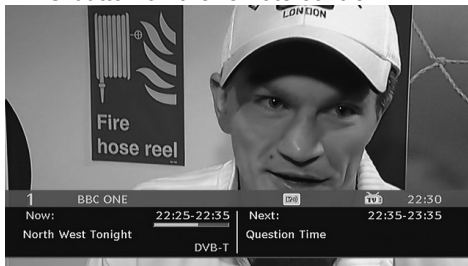 LONDON
Fire
hose reel
1 BBC ONE TV 22:30
Now: 22:25-22:35
North West Tonight
DVB-T
Next: 22:35-23:35
Question Time